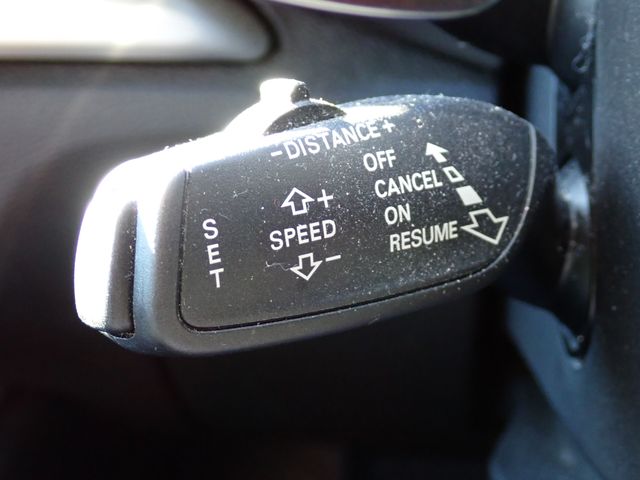 - DISTANCE +
OFF
CANCEL
ON
RESUME
+
SPEED
-
SET